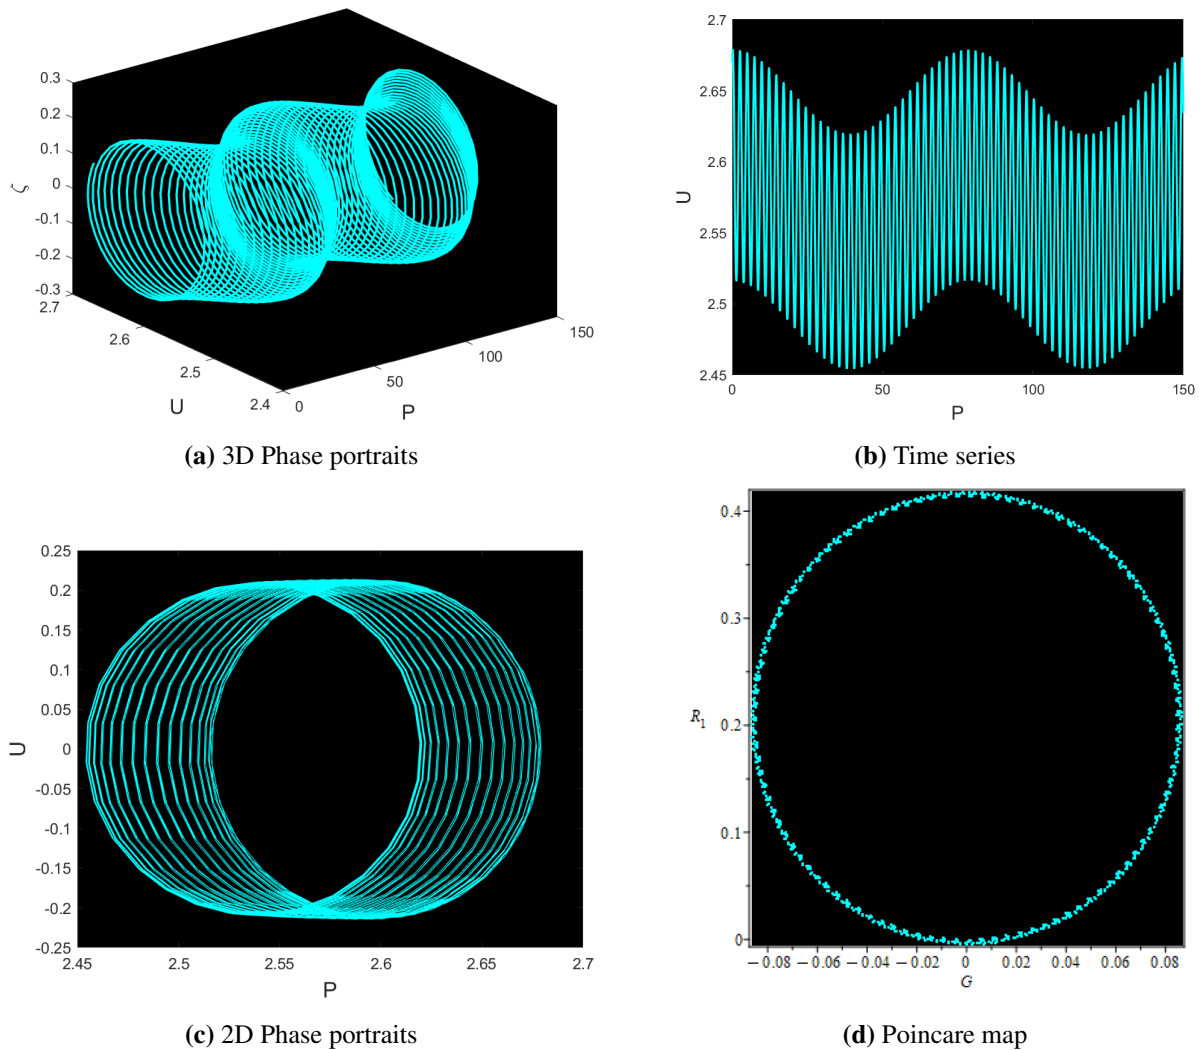 0.3
0.2
0.1
0
-0.1
-0.2
-0.3
ζ
2.7
2.6
2.5
2.4
U
0
50
100
150
P
(a) 3D Phase portraits
2.7
2.65
2.6
2.55
2.5
2.45
U
0 50 100 150
P
(b) Time series
0.25
0.2
0.15
0.1
0.05
0
-0.05
-0.1
-0.15
-0.2
-0.25
U
2.45 2.5 2.55 2.6 2.65 2.7
P
(c) 2D Phase portraits
0.4
0.3
R1 0.2
0.1
0
−0.08 −0.06 −0.04 −0.02 0 0.02 0.04 0.06 0.08
G
(d) Poincare map